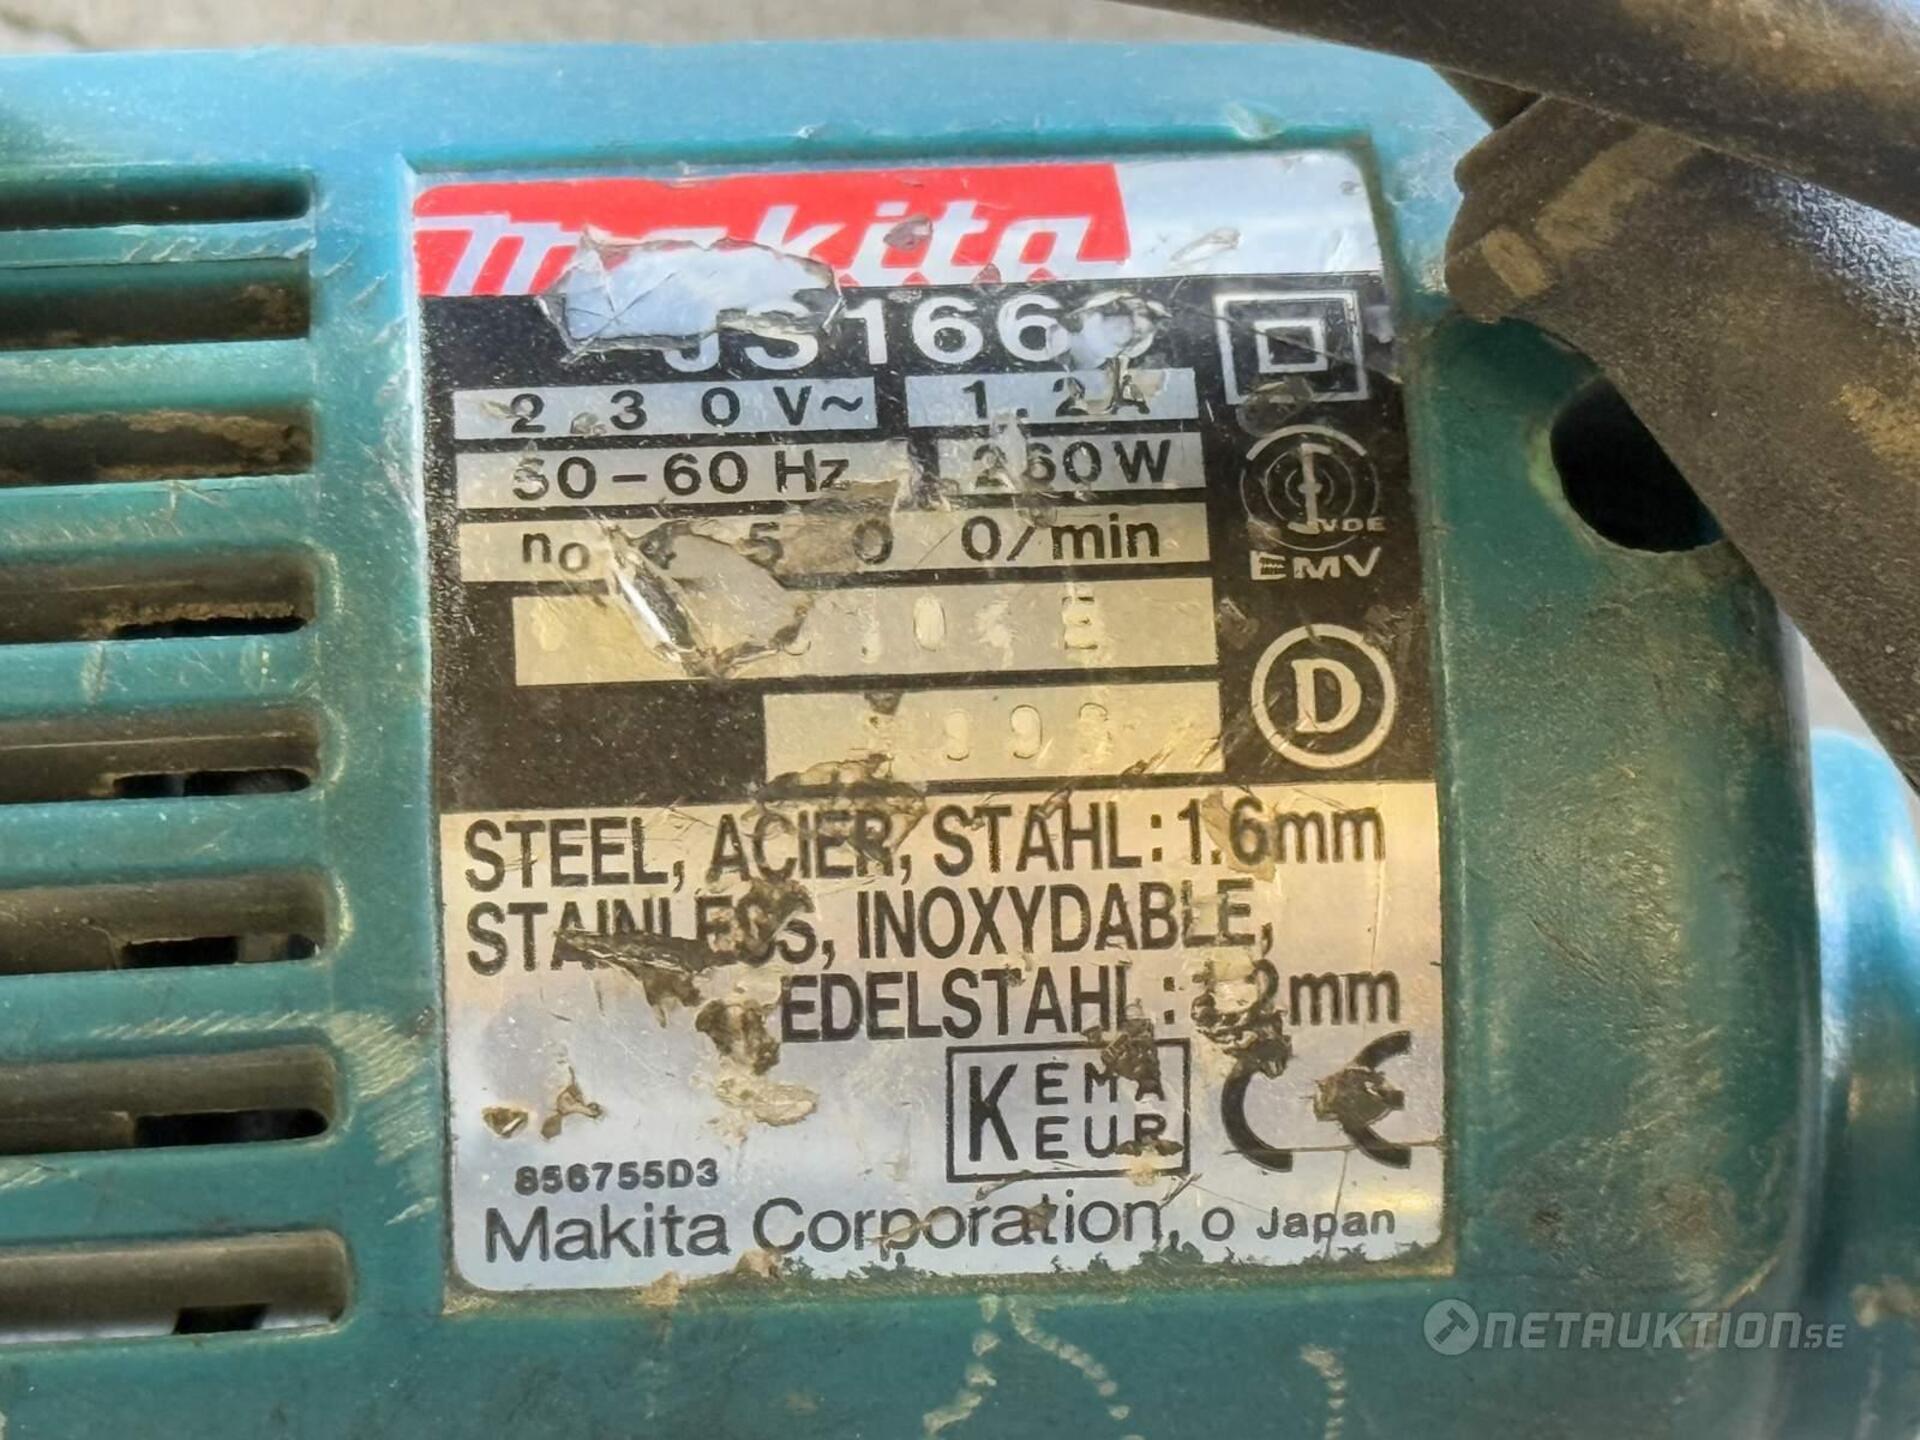 makita
JS1660
230V~ 1.2A
50-60 Hz 260W
no 4500/min
VDE
EMV
D
STEEL, ACIER, STAHL:1.6mm
STAINLESS, INOXYDABLE,
EDELSTAHL:1.2mm
KEMA
EUR
CE
856755D3
Makita Corporation, O Japan
NETAUKTION.SE